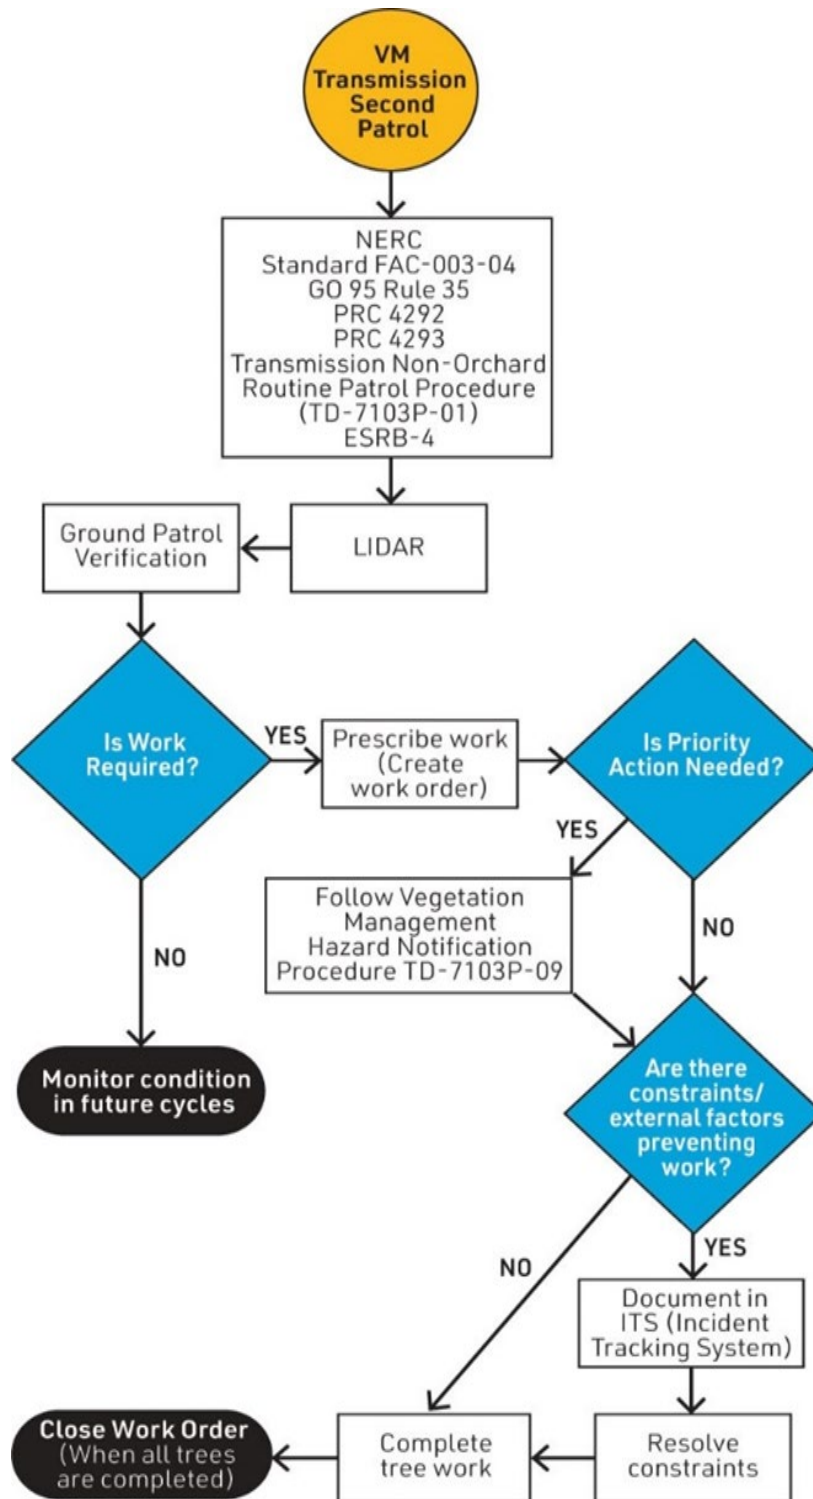 VM
Transmission
Second
Patrol
NERC
Standard FAC-003-04
GO 95 Rule 35
PRC 4292
PRC 4293
Transmission Non-Orchard
Routine Patrol Procedure
(TD-7103P-01)
ESRB-4
Ground Patrol
Verification
LIDAR
Is Work
Required?
YES
Prescribe work
(Create
work order)
Is Priority
Action Needed?
YES
Follow Vegetation
Management
Hazard Notification
Procedure TD-7103P-09
NO
NO
Monitor condition
in future cycles
Are there
constraints/
external factors
preventing
work?
NO
YES
Document in
ITS (Incident
Tracking System)
Close Work Order
(When all trees
are completed)
Complete
tree work
Resolve
constraints